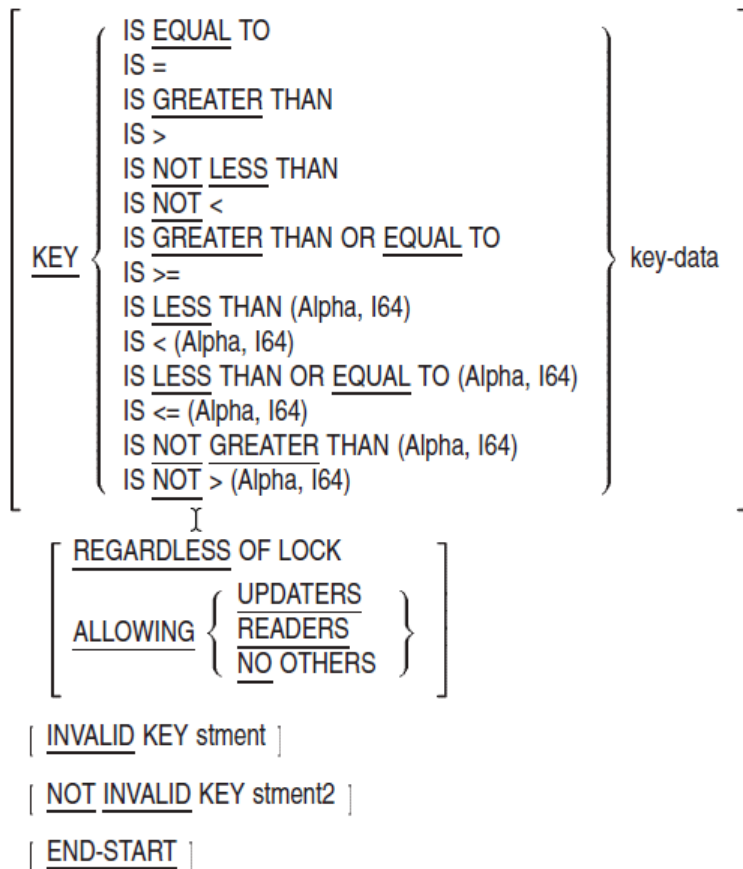 IS EQUAL TO
IS =
IS GREATER THAN
IS >
IS NOT LESS THAN
IS NOT <
IS GREATER THAN OR EQUAL TO
KEY
key-data
IS >=
IS LESS THAN (Alpha, I64)
IS < (Alpha, I64)
IS LESS THAN OR EQUAL TO (Alpha, I64)
IS <= (Alpha, I64)
IS NOT GREATER THAN (Alpha, I64)
IS NOT > (Alpha, I64)
REGARDLESS OF LOCK
UPDATERS
ALLOWING
READERS
NO OTHERS
[ INVALID KEY stment ]
[ NOT INVALID KEY stment2 ]
[ END-START ]